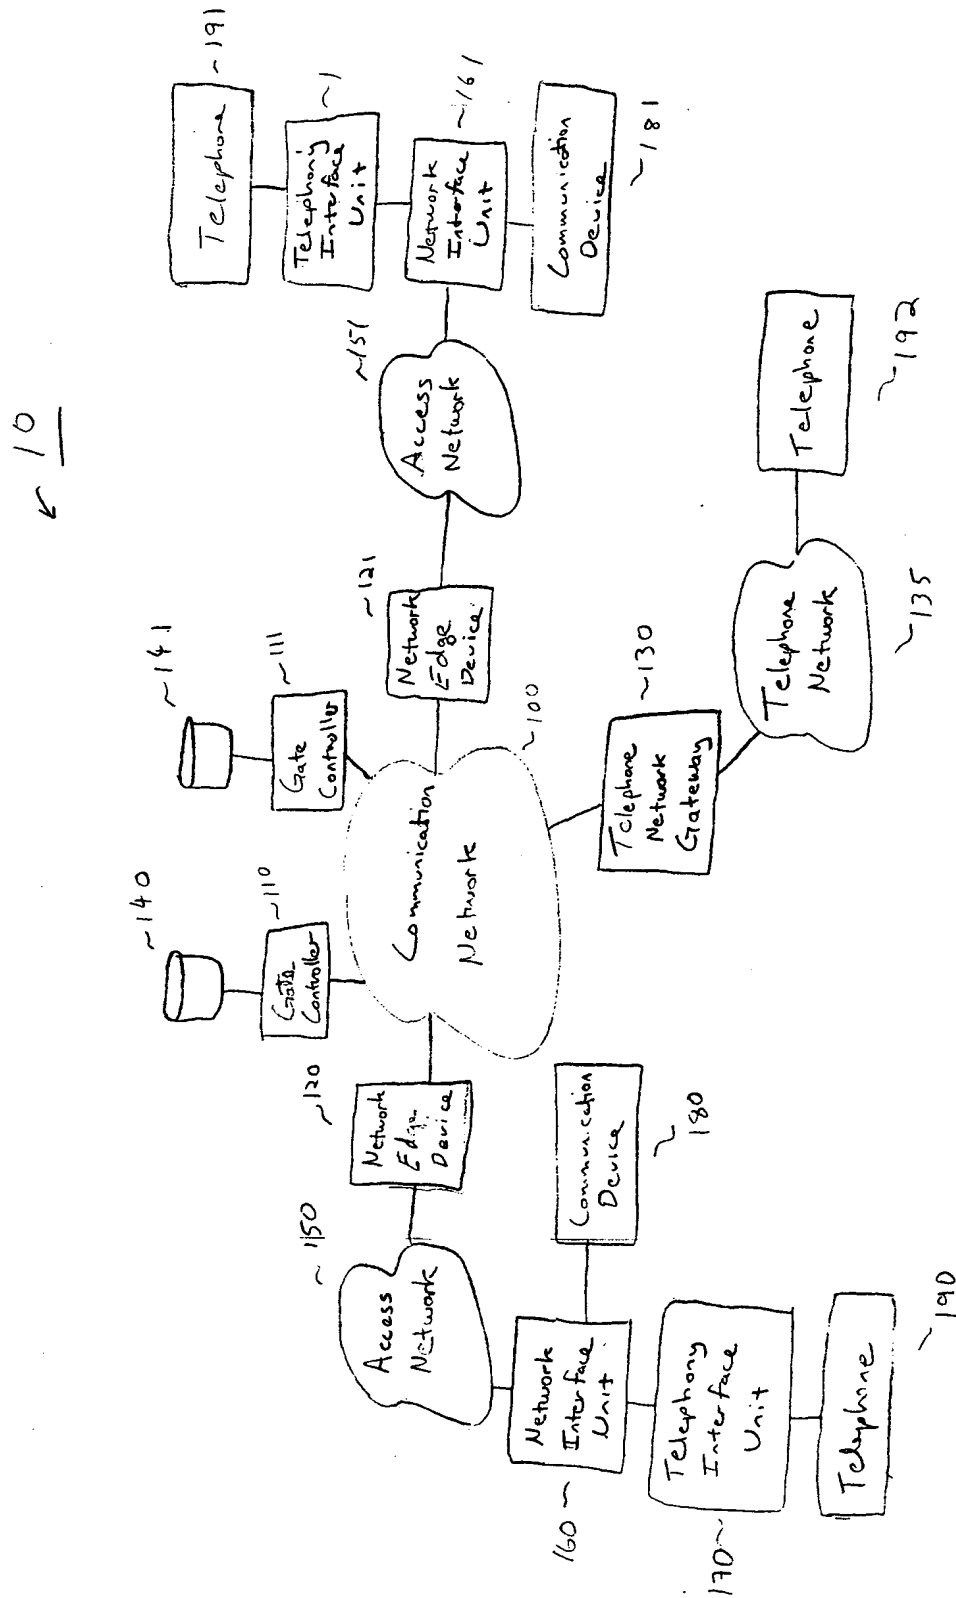 10
140
141
110
Gate
Controller
111
Gate
Controller
150
Access
Network
120
Network
Edge
Device
Communication
Network
100
121
Network
Edge
Device
151
Access
Network
191
Telephone
1
Telephony
Interface
Unit
161
Network
Interface
Unit
Communication
Device
181
160
Network
Interface
Unit
Communication
Device
180
170
Telephony
Interface
Unit
Telephone
190
130
Telephone
Network
Gateway
Telephone
Network
135
Telephone
192